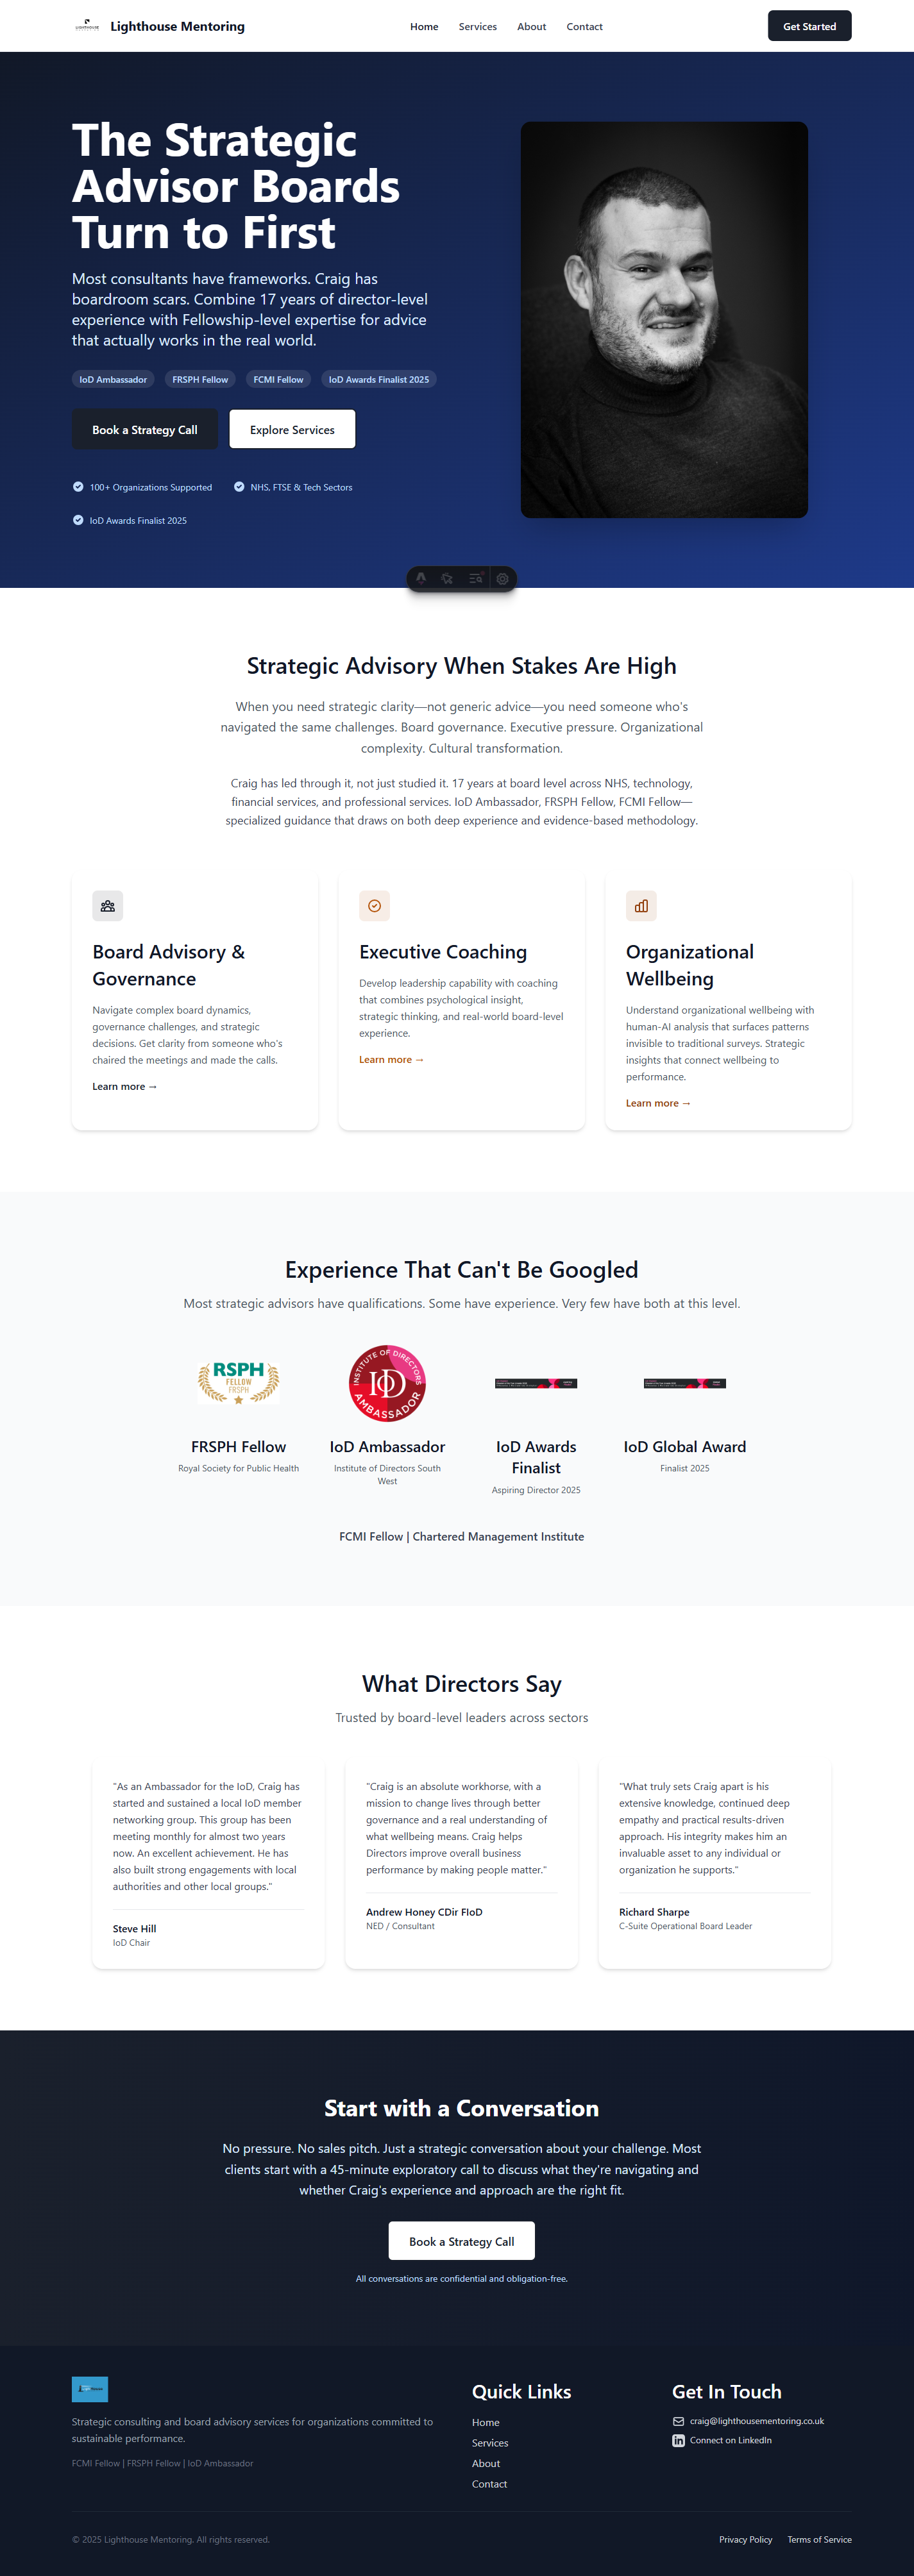 LIGHTHOUSE
Lighthouse Mentoring
Home
Services
About
Contact
Get Started
The Strategic
Advisor Boards
Turn to First
Most consultants have frameworks. Craig has
boardroom scars. Combine 17 years of director-level
experience with Fellowship-level expertise for advice
that actually works in the real world.
IoD Ambassador
FRSPH Fellow
FCMI Fellow
IoD Awards Finalist 2025
Book a Strategy Call
Explore Services
100+ Organizations Supported
NHS, FTSE & Tech Sectors
IoD Awards Finalist 2025
Strategic Advisory When Stakes Are High
When you need strategic clarity—not generic advice—you need someone who's
navigated the same challenges. Board governance. Executive pressure. Organizational
complexity. Cultural transformation.
Craig has led through it, not just studied it. 17 years at board level across NHS, technology,
financial services, and professional services. IoD Ambassador, FRSPH Fellow, FCMI Fellow—
specialized guidance that draws on both deep experience and evidence-based methodology.
Board Advisory &
Governance
Navigate complex board dynamics,
governance challenges, and strategic
decisions. Get clarity from someone who's
chaired the meetings and made the calls.
Learn more →
Executive Coaching
Develop leadership capability with coaching
that combines psychological insight,
strategic thinking, and real-world board-level
experience.
Learn more →
Organizational
Wellbeing
Understand organizational wellbeing with
human-AI analysis that surfaces patterns
invisible to traditional surveys. Strategic
insights that connect wellbeing to
performance.
Learn more →
Experience That Can't Be Googled
Most strategic advisors have qualifications. Some have experience. Very few have both at this level.
RSPH
FELLOW
FRSPH
FRSPH Fellow
Royal Society for Public Health
INSTITUTE OF DIRECTORS
IoD
AMBASSADOR
IoD Ambassador
Institute of Directors South
West
IoD Awards
Finalist
Aspiring Director 2025
IoD Global Award
Finalist 2025
FCMI Fellow | Chartered Management Institute
What Directors Say
Trusted by board-level leaders across sectors
"As an Ambassador for the IoD, Craig has
started and sustained a local IoD member
networking group. This group has been
meeting monthly for almost two years
now. An excellent achievement. He has
also built strong engagements with local
authorities and other local groups."
Steve Hill
IoD Chair
"Craig is an absolute workhorse, with a
mission to change lives through better
governance and a real understanding of
what wellbeing means. Craig helps
Directors improve overall business
performance by making people matter."
Andrew Honey CDir FIoD
NED / Consultant
"What truly sets Craig apart is his
extensive knowledge, continued deep
empathy and practical results-driven
approach. His integrity makes him an
invaluable asset to any individual or
organization he supports."
Richard Sharpe
C-Suite Operational Board Leader
Start with a Conversation
No pressure. No sales pitch. Just a strategic conversation about your challenge. Most
clients start with a 45-minute exploratory call to discuss what they're navigating and
whether Craig's experience and approach are the right fit.
Book a Strategy Call
All conversations are confidential and obligation-free.
Strategic consulting and board advisory services for organizations committed to
sustainable performance.
FCMI Fellow | FRSPH Fellow | IoD Ambassador
Quick Links
Home
Services
About
Contact
Get In Touch
craig@lighthousementoring.co.uk
Connect on LinkedIn
© 2025 Lighthouse Mentoring. All rights reserved.
Privacy Policy
Terms of Service